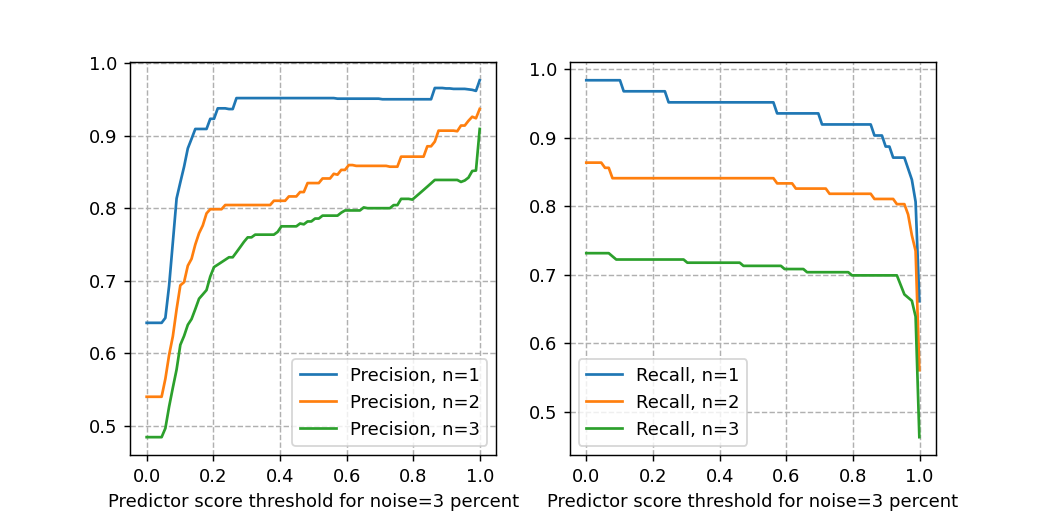 1.0
0.9
0.8
0.7
0.6
0.5
0.0 0.2 0.4 0.6 0.8 1.0
Precision, n=1
Precision, n=2
Precision, n=3
Predictor score threshold for noise=3 percent
1.0
0.9
0.8
0.7
0.6
0.5
0.0 0.2 0.4 0.6 0.8 1.0
Recall, n=1
Recall, n=2
Recall, n=3
Predictor score threshold for noise=3 percent